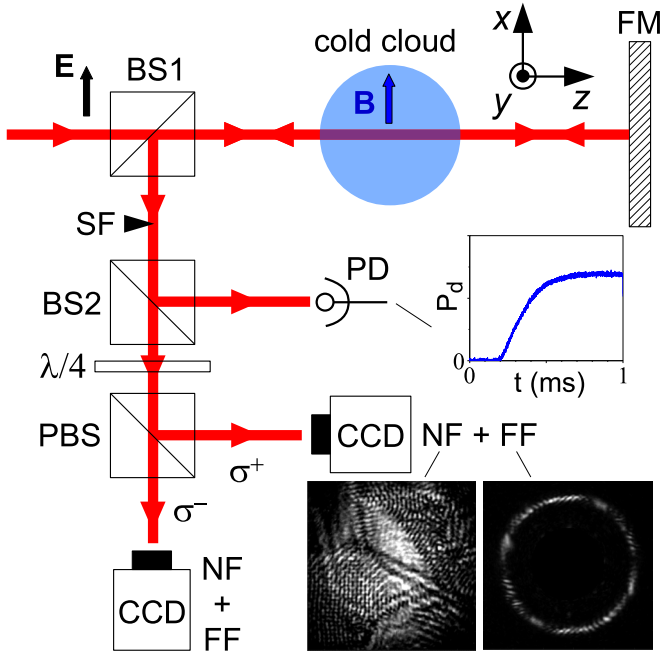 cold cloud
x
FM
E
BS1
B
y
z
SF
PD
BS2
P_d
0
0
1
t (ms)
λ/4
PBS
CCD
NF + FF
σ⁺
σ⁻
CCD
NF
+
FF